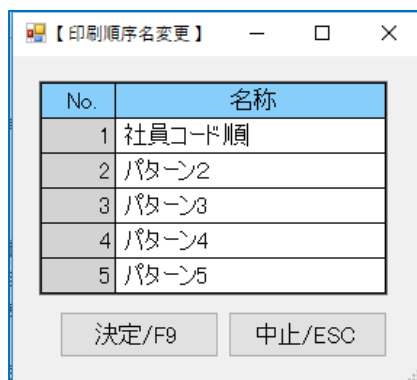 【 印刷順序名変更 】
No. 名称
1 社員コード順
2 パターン2
3 パターン3
4 パターン4
5 パターン5
決定/F9 中止/ESC